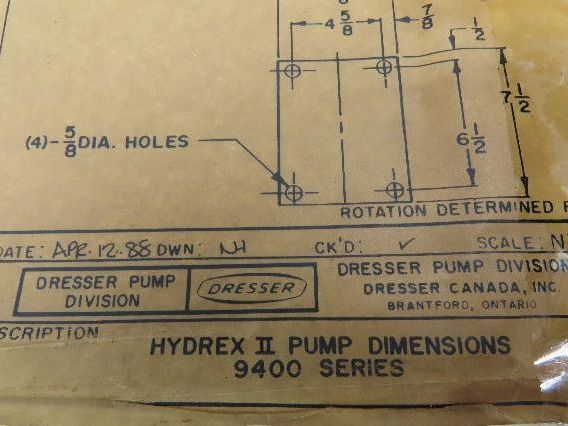 4 5/8
7/8
1/2
7 1/2
(4)-5/8 DIA. HOLES
6 1/2
ROTATION DETERMINED
DATE: APR. 12. 88 DWN: NH CK'D: ✓ SCALE: N
DRESSER PUMP DIVISION
DRESSER
DRESSER PUMP DIVISION
DRESSER CANADA, INC.
BRANTFORD, ONTARIO
SCRIPTION
HYDREX II PUMP DIMENSIONS
9400 SERIES